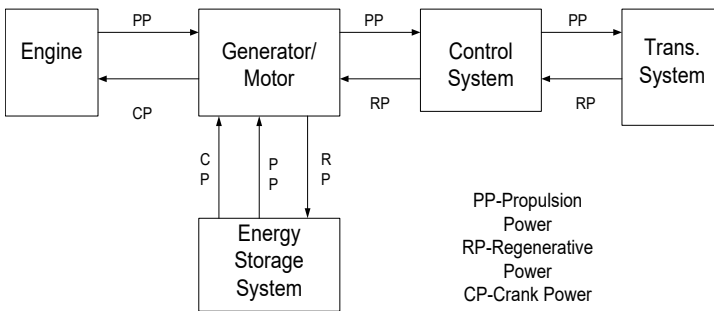 PP
PP
PP
Engine
Generator/
Motor
Control
System
Trans.
System
CP
RP
RP
C
P
P
P
R
P
Energy
Storage
System
PP-Propulsion
Power
RP-Regenerative
Power
CP-Crank Power